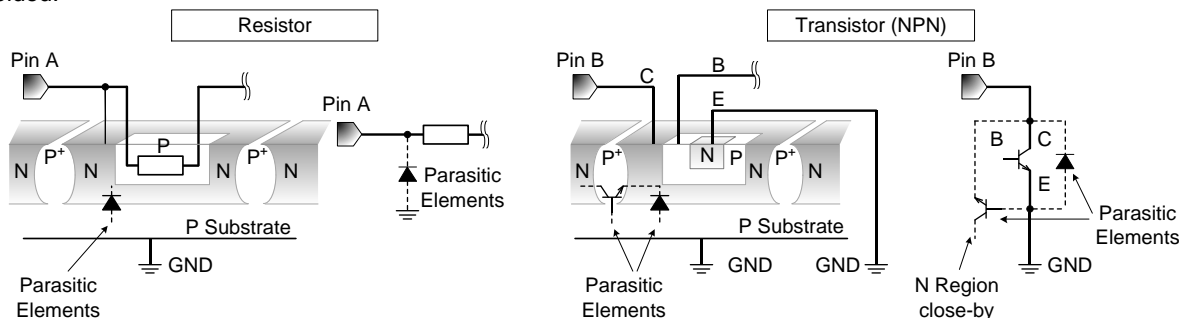 Resistor
Transistor (NPN)
Pin A
Pin A
N
P+
N
P
N
P+
N
Parasitic
Elements
P Substrate
GND
Parasitic
Elements
Pin B
C
B
E
N
P+
N
N
P
N
P+
N
P Substrate
GND
GND
Parasitic
Elements
Pin B
B
C
E
Parasitic
Elements
GND
N Region
close-by